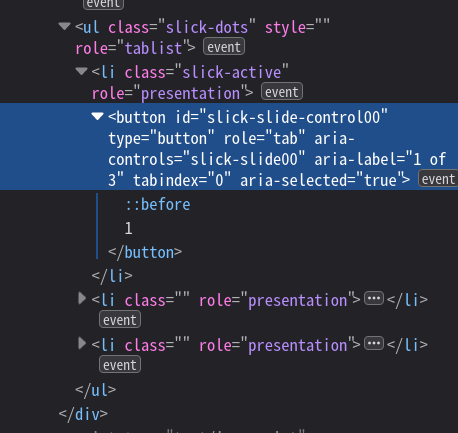 event
<ul class="slick-dots" style=""
role="tablist"> event
<li class="slick-active"
role="presentation"> event
<button id="slick-slide-control00"
type="button" role="tab" aria-
controls="slick-slide00" aria-label="1 of
3" tabindex="0" aria-selected="true"> event
::before
1
</button>
</li>
<li class="" role="presentation">…</li>
event
<li class="" role="presentation">…</li>
event
</ul>
</div>